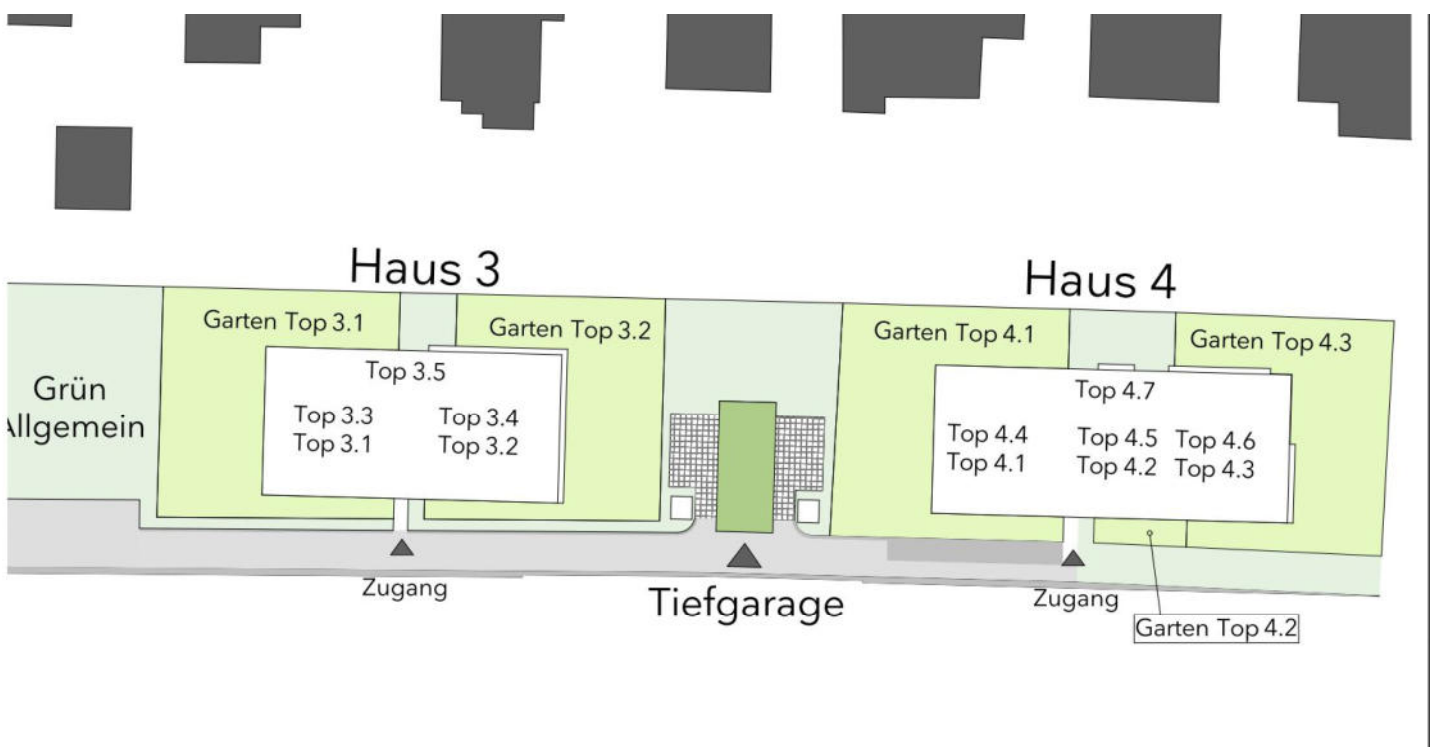 Haus 3
Haus 4
Garten Top 3.1
Garten Top 3.2
Garten Top 4.1
Garten Top 4.3
Grün
Allgemein
Top 3.5
Top 3.3
Top 3.4
Top 3.1
Top 3.2
Top 4.7
Top 4.4
Top 4.5
Top 4.6
Top 4.1
Top 4.2
Top 4.3
Zugang
Tiefgarage
Zugang
Garten Top 4.2